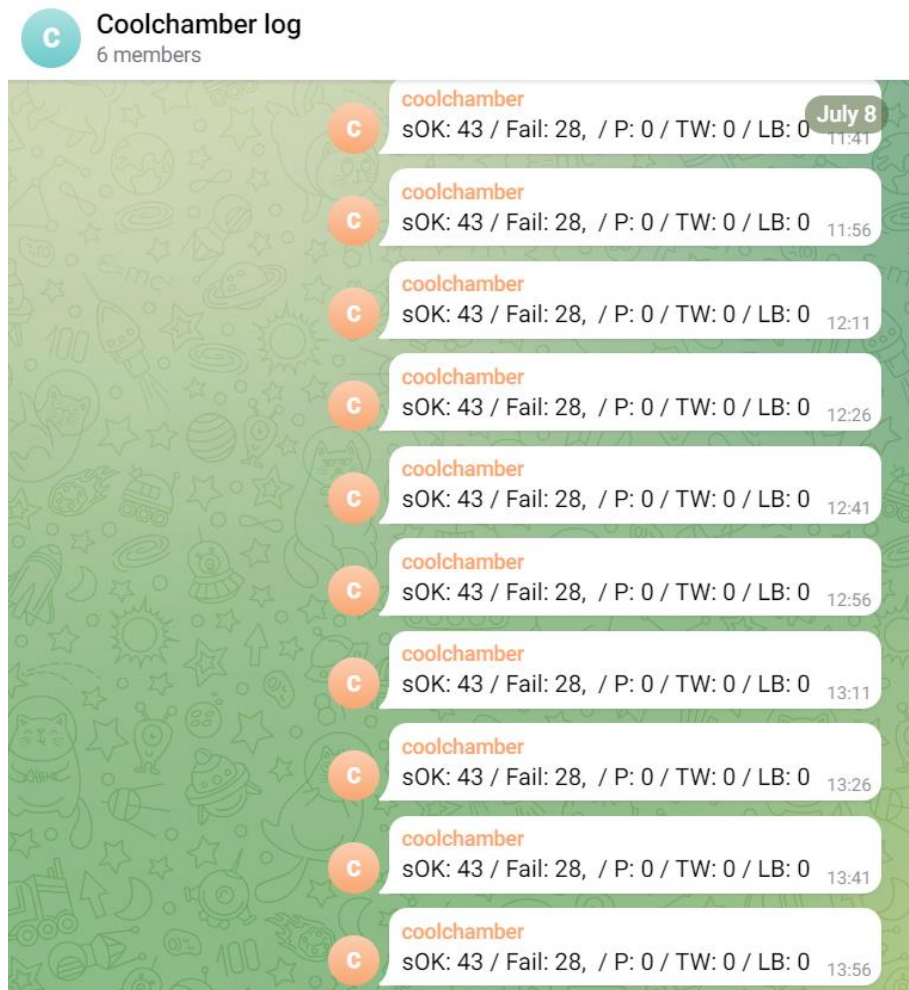 C
Coolchamber log
6 members
July 8
coolchamber
C
sOK: 43 / Fail: 28,  / P: 0 / TW: 0 / LB: 0
11:41
coolchamber
C
sOK: 43 / Fail: 28,  / P: 0 / TW: 0 / LB: 0
11:56
coolchamber
C
sOK: 43 / Fail: 28,  / P: 0 / TW: 0 / LB: 0
12:11
coolchamber
C
sOK: 43 / Fail: 28,  / P: 0 / TW: 0 / LB: 0
12:26
coolchamber
C
sOK: 43 / Fail: 28,  / P: 0 / TW: 0 / LB: 0
12:41
coolchamber
C
sOK: 43 / Fail: 28,  / P: 0 / TW: 0 / LB: 0
12:56
coolchamber
C
sOK: 43 / Fail: 28,  / P: 0 / TW: 0 / LB: 0
13:11
coolchamber
C
sOK: 43 / Fail: 28,  / P: 0 / TW: 0 / LB: 0
13:26
coolchamber
C
sOK: 43 / Fail: 28,  / P: 0 / TW: 0 / LB: 0
13:41
coolchamber
C
sOK: 43 / Fail: 28,  / P: 0 / TW: 0 / LB: 0
13:56